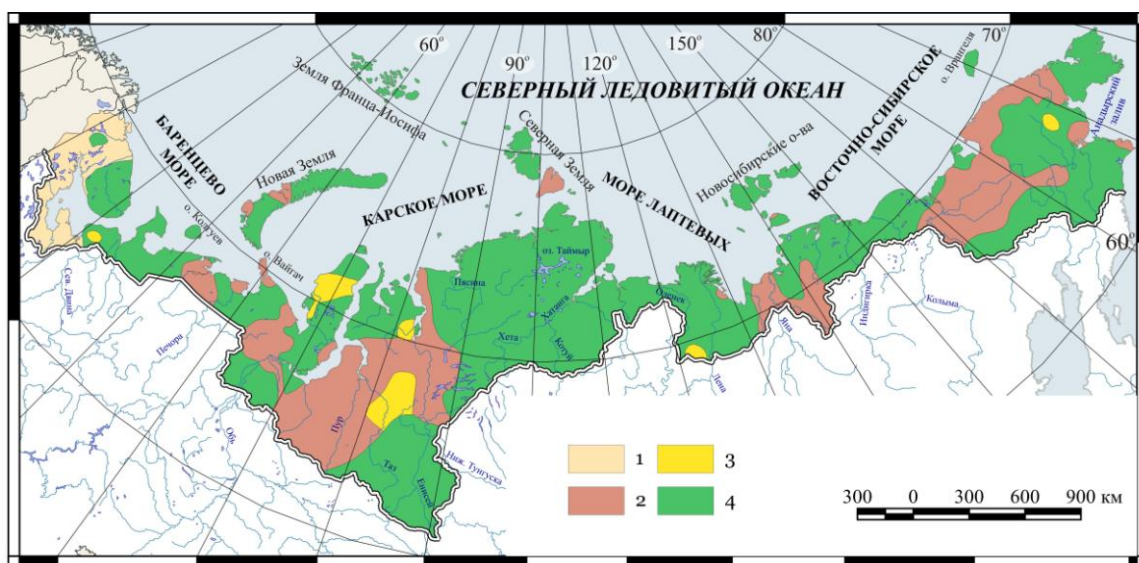 60°
90°
120°
150°
80°
70°
60°
СЕВЕРНЫЙ ЛЕДОВИТЫЙ ОКЕАН
Земля Франца-Иосифа
Северная Земля
о. Врангеля
Анадырский
залив
БАРЕНЦЕВО
МОРЕ
Новая Земля
КАРСКОЕ МОРЕ
МОРЕ ЛАПТЕВЫХ
Новосибирские о-ва
ВОСТОЧНО-СИБИРСКОЕ
МОРЕ
о. Колгуев
о. Вайгач
оз. Таймыр
Пясина
Хатанга
Хета
Котуй
Оленек
Лена
Яна
Индигирка
Колыма
Сев. Двина
Печора
Обь
Пур
Таз
Енисей
Ниж. Тунгуска
1
3
2
4
300 0 300 600 900 км